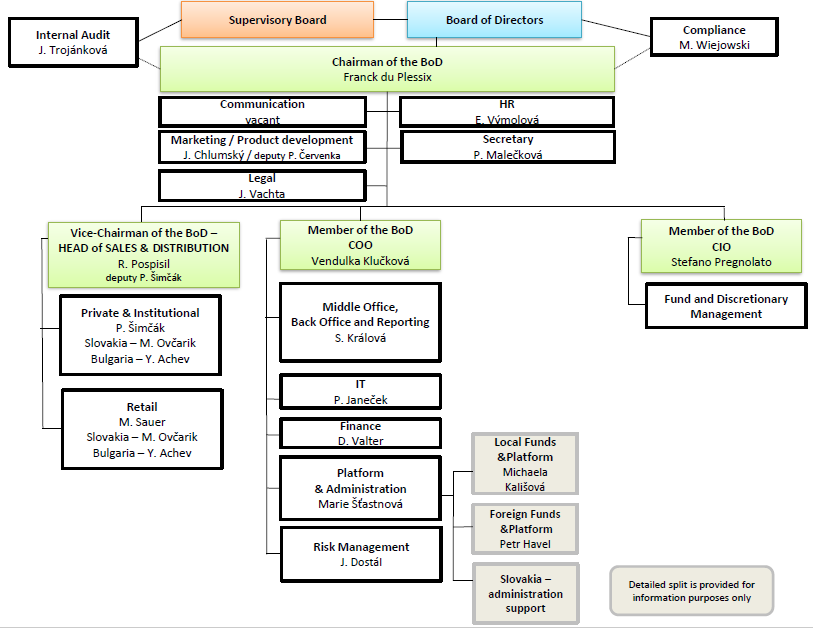 Supervisory Board
Board of Directors
Internal Audit
J. Trojánková
Compliance
M. Wiejowski
Chairman of the BoD
Franck du Plessix
Communication
vacant
HR
E. Výmolová
Marketing / Product development
J. Chlumský / deputy P. Červenka
Secretary
P. Malečková
Legal
J. Vachta
Vice-Chairman of the BoD –
HEAD of SALES & DISTRIBUTION
R. Pospisil
deputy P. Šimčák
Member of the BoD
COO
Vendulka Klučková
Member of the BoD
CIO
Stefano Pregnolato
Private & Institutional
P. Šimčák
Slovakia – M. Ovčarik
Bulgaria – Y. Achev
Retail
M. Sauer
Slovakia – M. Ovčarik
Bulgaria – Y. Achev
Middle Office,
Back Office and Reporting
S. Králová
IT
P. Janeček
Finance
D. Valter
Platform
& Administration
Marie Šťastnová
Risk Management
J. Dostál
Local Funds
&Platform
Michaela
Kališová
Foreign Funds
&Platform
Petr Havel
Slovakia –
administration
support
Fund and Discretionary
Management
Detailed split is provided for
information purposes only